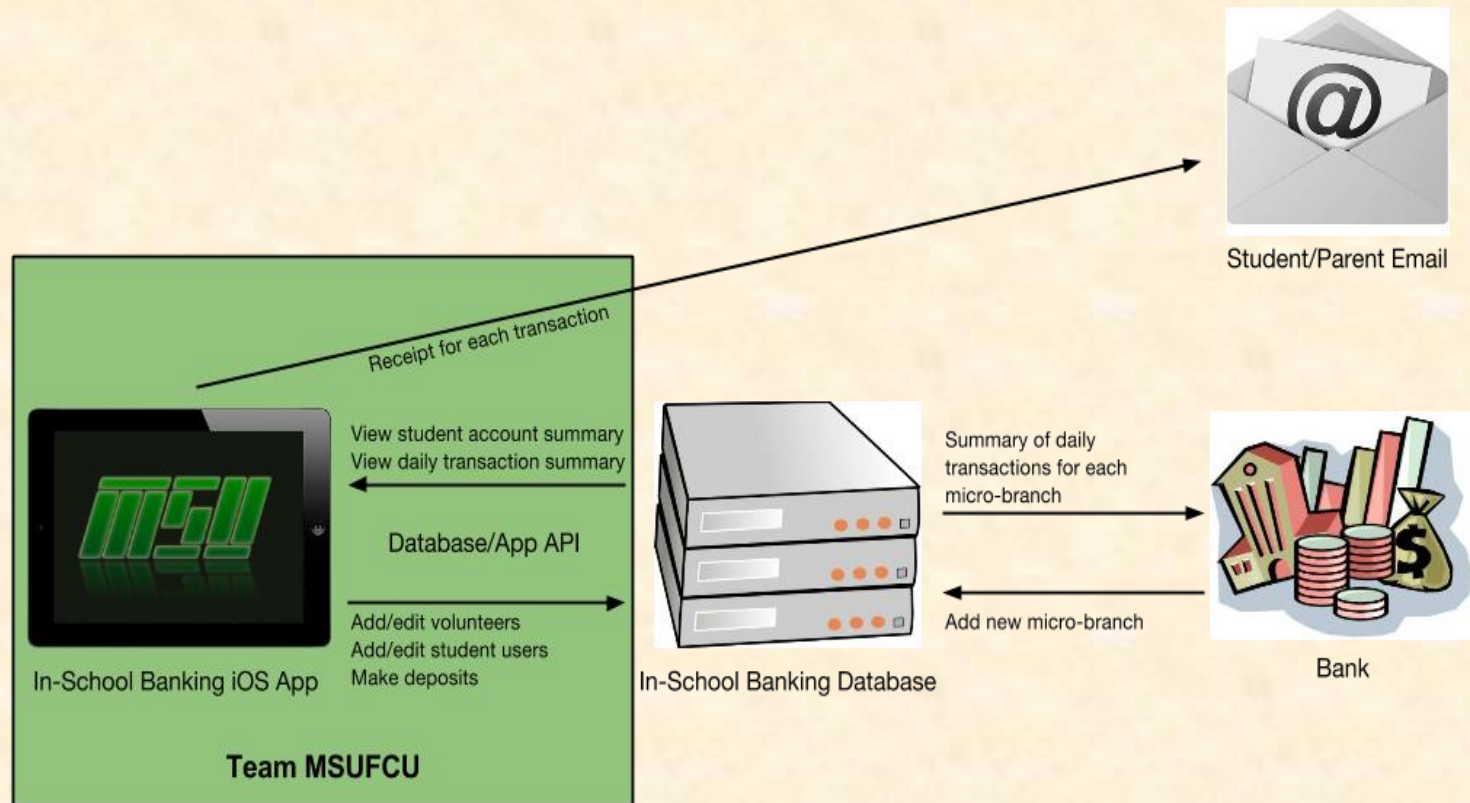 @
Student/Parent Email
Receipt for each transaction
MSU
View student account summary
View daily transaction summary
Database/App API
Add/edit volunteers
Add/edit student users
Make deposits
In-School Banking iOS App
Team MSUFCU
In-School Banking Database
Summary of daily
transactions for each
micro-branch
Add new micro-branch
$
Bank